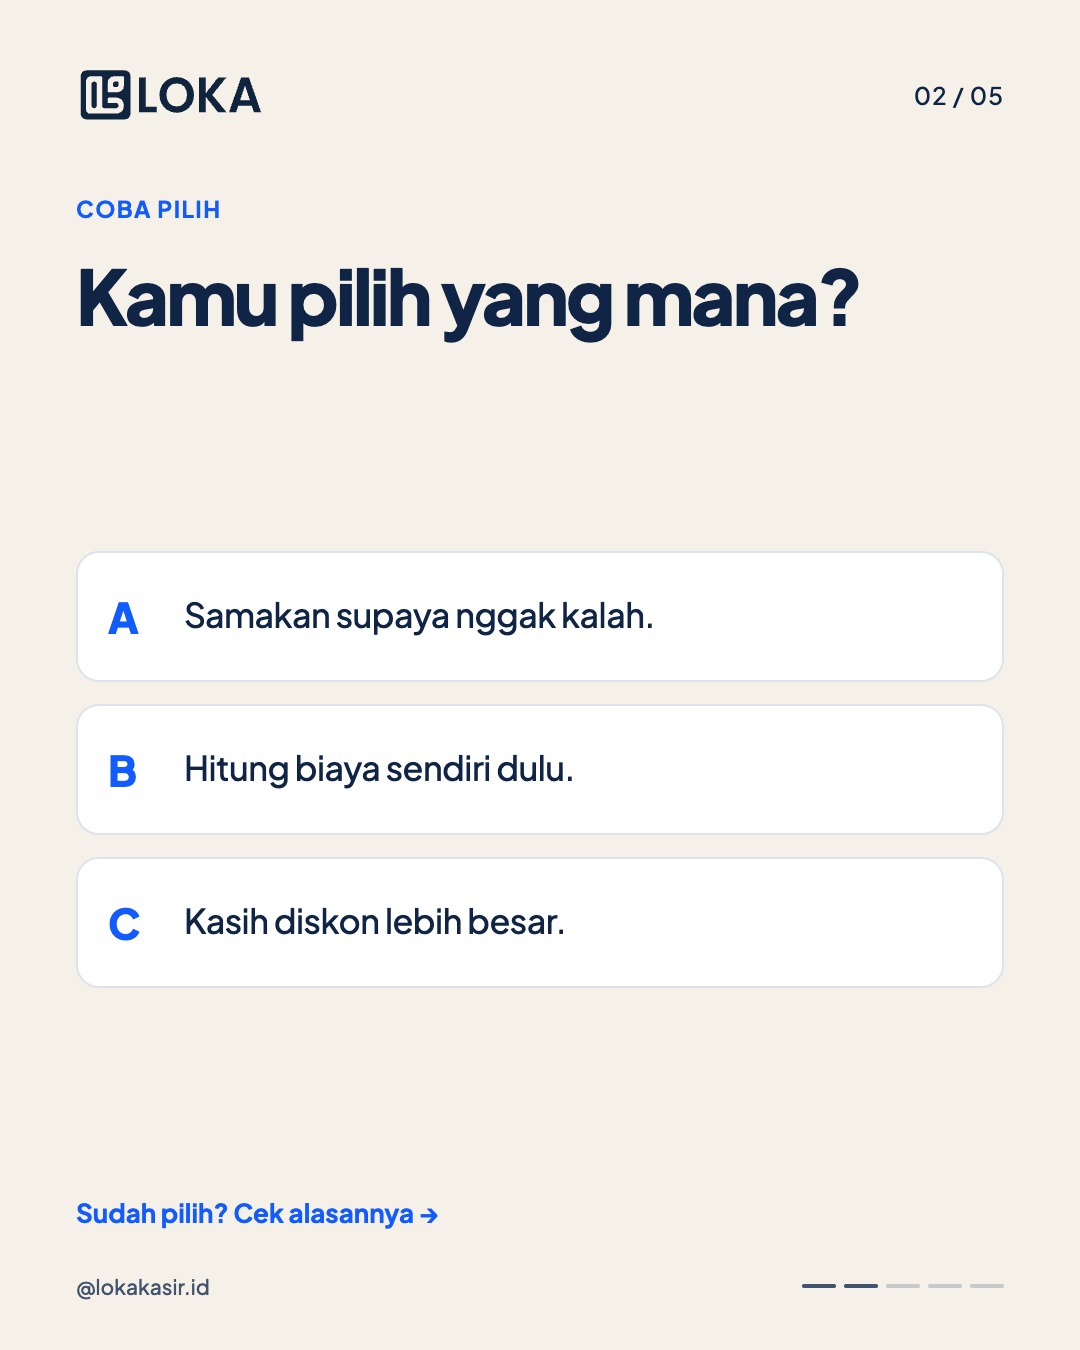 LOKA
02 / 05
COBA PILIH
Kamu pilih yang mana?
A Samakan supaya nggak kalah.
B Hitung biaya sendiri dulu.
C Kasih diskon lebih besar.
Sudah pilih? Cek alasannya →
@lokakasir.id